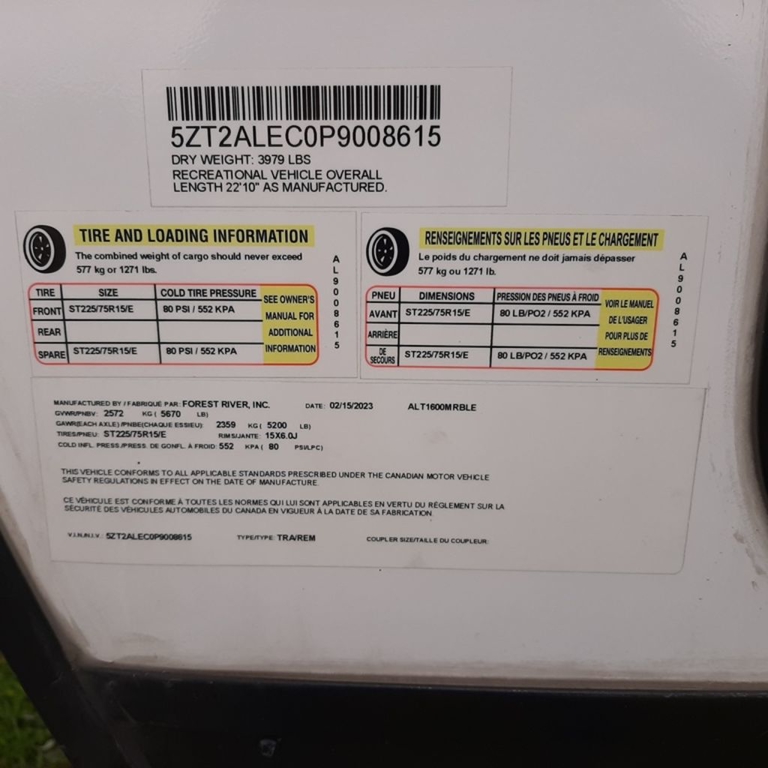 5ZT2ALEC0P9008615
DRY WEIGHT: 3979 LBS
RECREATIONAL VEHICLE OVERALL
LENGTH 22'10" AS MANUFACTURED.
TIRE AND LOADING INFORMATION
The combined weight of cargo should never exceed
577 kg or 1271 lbs.
TIRE SIZE COLD TIRE PRESSURE
FRONT ST225/75R15/E 80 PSI / 552 KPA
REAR
SPARE ST225/75R15/E 80 PSI / 552 KPA
SEE OWNER'S
MANUAL FOR
ADDITIONAL
INFORMATION
AL9008615
RENSEIGNEMENTS SUR LES PNEUS ET LE CHARGEMENT
Le poids du chargement ne doit jamais dépasser
577 kg ou 1271 lb.
PNEU DIMENSIONS PRESSION DES PNEUS À FROID
AVANT ST225/75R15/E 80 LB/PO2 / 552 KPA
ARRIÈRE
DE SECOURS ST225/75R15/E 80 LB/PO2 / 552 KPA
VOIR LE MANUEL
DE L'USAGER
POUR PLUS DE
RENSEIGNEMENTS
AL9008615
MANUFACTURED BY / FABRIQUE PAR: FOREST RIVER, INC. DATE: 02/15/2023 ALT1600MRBLE
GVWR/PNBV: 2572 KG ( 5670 LB)
GAWR(EACH AXLE) /PNBE(CHAQUE ESSIEU) 2359 KG ( 5200 LB)
TIRES/PNEU: ST225/75R15/E RIMS/JANTE: 15X6.0J
COLD INFL. PRESS./PRESS. DE GONFL. À FROID: 552 KPA ( 80 PSI/LPC)
THIS VEHICLE CONFORMS TO ALL APPLICABLE STANDARDS PRESCRIBED UNDER THE CANADIAN MOTOR VEHICLE
SAFETY REGULATIONS IN EFFECT ON THE DATE OF MANUFACTURE.
CE VÉHICULE EST CONFORME À TOUTES LES NORMES QUI LUI SONT APPLICABLES EN VERTU DU RÈGLEMENT SUR LA
SÉCURITÉ DES VÉHICULES AUTOMOBILES DU CANADA EN VIGUEUR À LA DATE DE SA FABRICATION.
V.I.N./N.I.V.: 5ZT2ALEC0P9008615 TYPE/TYPE: TRA/REM COUPLER SIZE/TAILLE DU COUPLEUR: